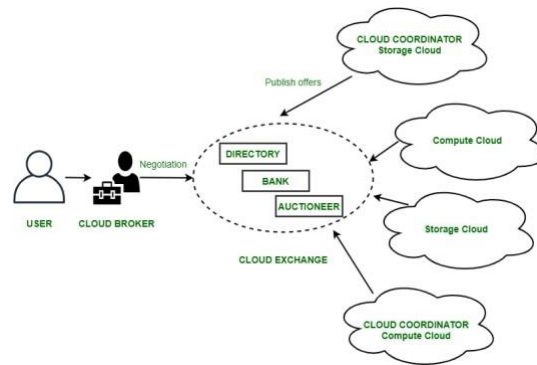 CLOUD COORDINATOR
Storage Cloud
Publish offers
Compute Cloud
DIRECTORY
Negotiation
BANK
AUCTIONEER
Storage Cloud
USER
CLOUD BROKER
CLOUD EXCHANGE
CLOUD COORDINATOR
Compute Cloud